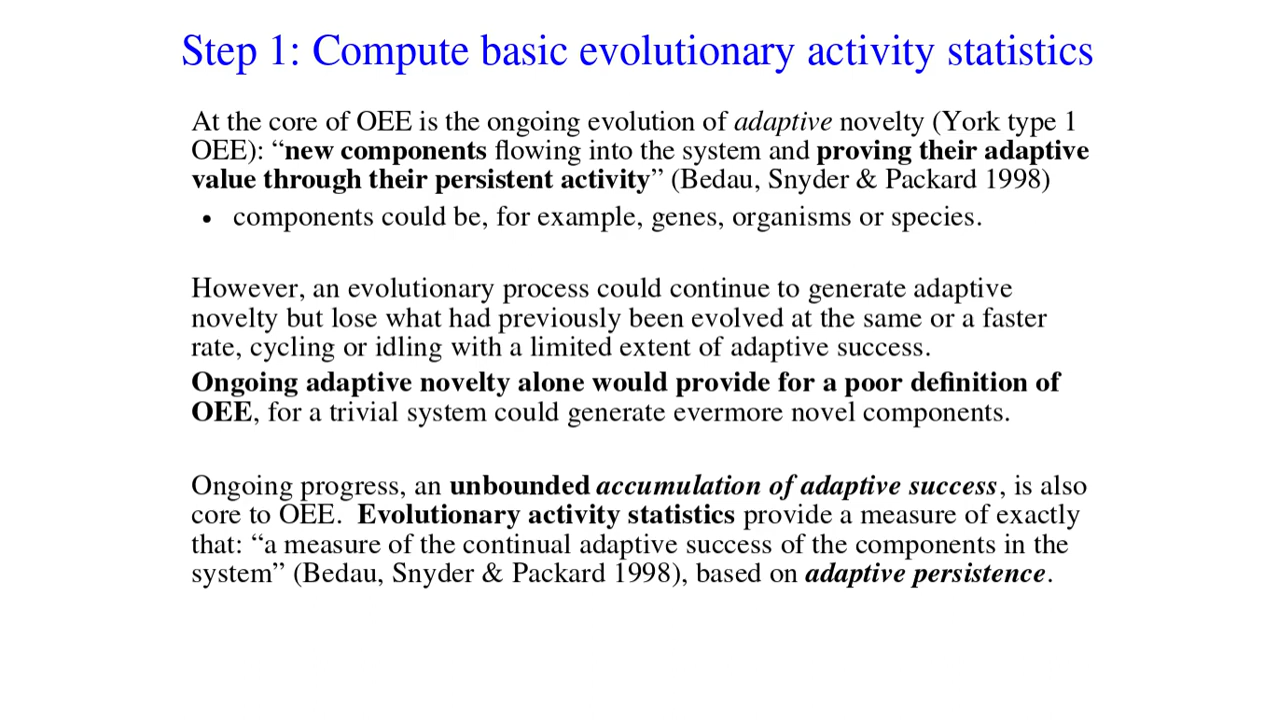 Step 1: Compute basic evolutionary activity statistics
At the core of OEE is the ongoing evolution of adaptive novelty (York type 1
OEE): “new components flowing into the system and proving their adaptive
value through their persistent activity” (Bedau, Snyder & Packard 1998)
• components could be, for example, genes, organisms or species.
However, an evolutionary process could continue to generate adaptive
novelty but lose what had previously been evolved at the same or a faster
rate, cycling or idling with a limited extent of adaptive success.
Ongoing adaptive novelty alone would provide for a poor definition of
OEE, for a trivial system could generate evermore novel components.
Ongoing progress, an unbounded accumulation of adaptive success, is also
core to OEE. Evolutionary activity statistics provide a measure of exactly
that: “a measure of the continual adaptive success of the components in the
system” (Bedau, Snyder & Packard 1998), based on adaptive persistence.